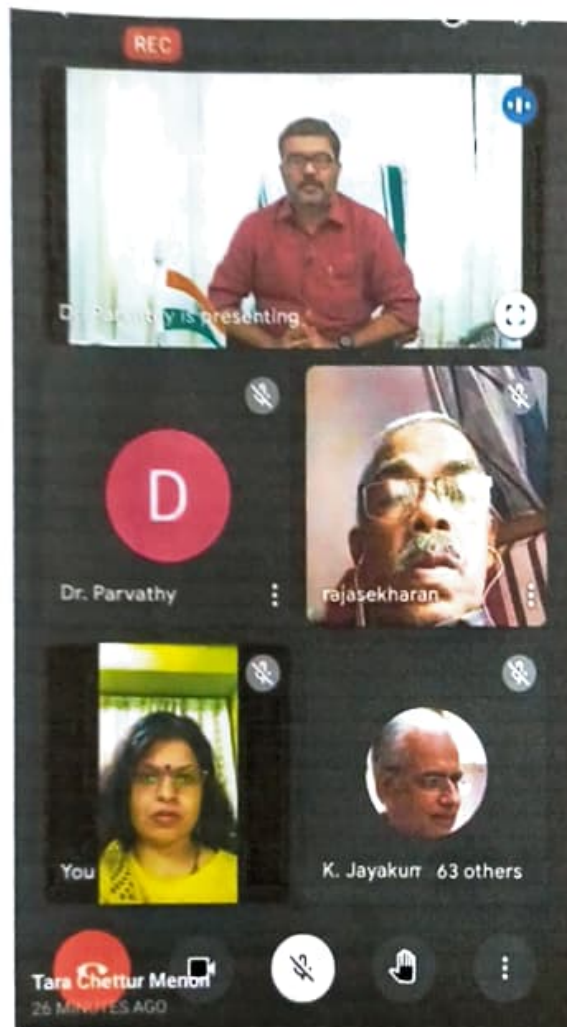 REC
Dr. Parvathy is presenting
D
Dr. Parvathy
rajasekharan
You
K. Jayakum 63 others
Tara Chettur Menon
26 MINUTES AGO